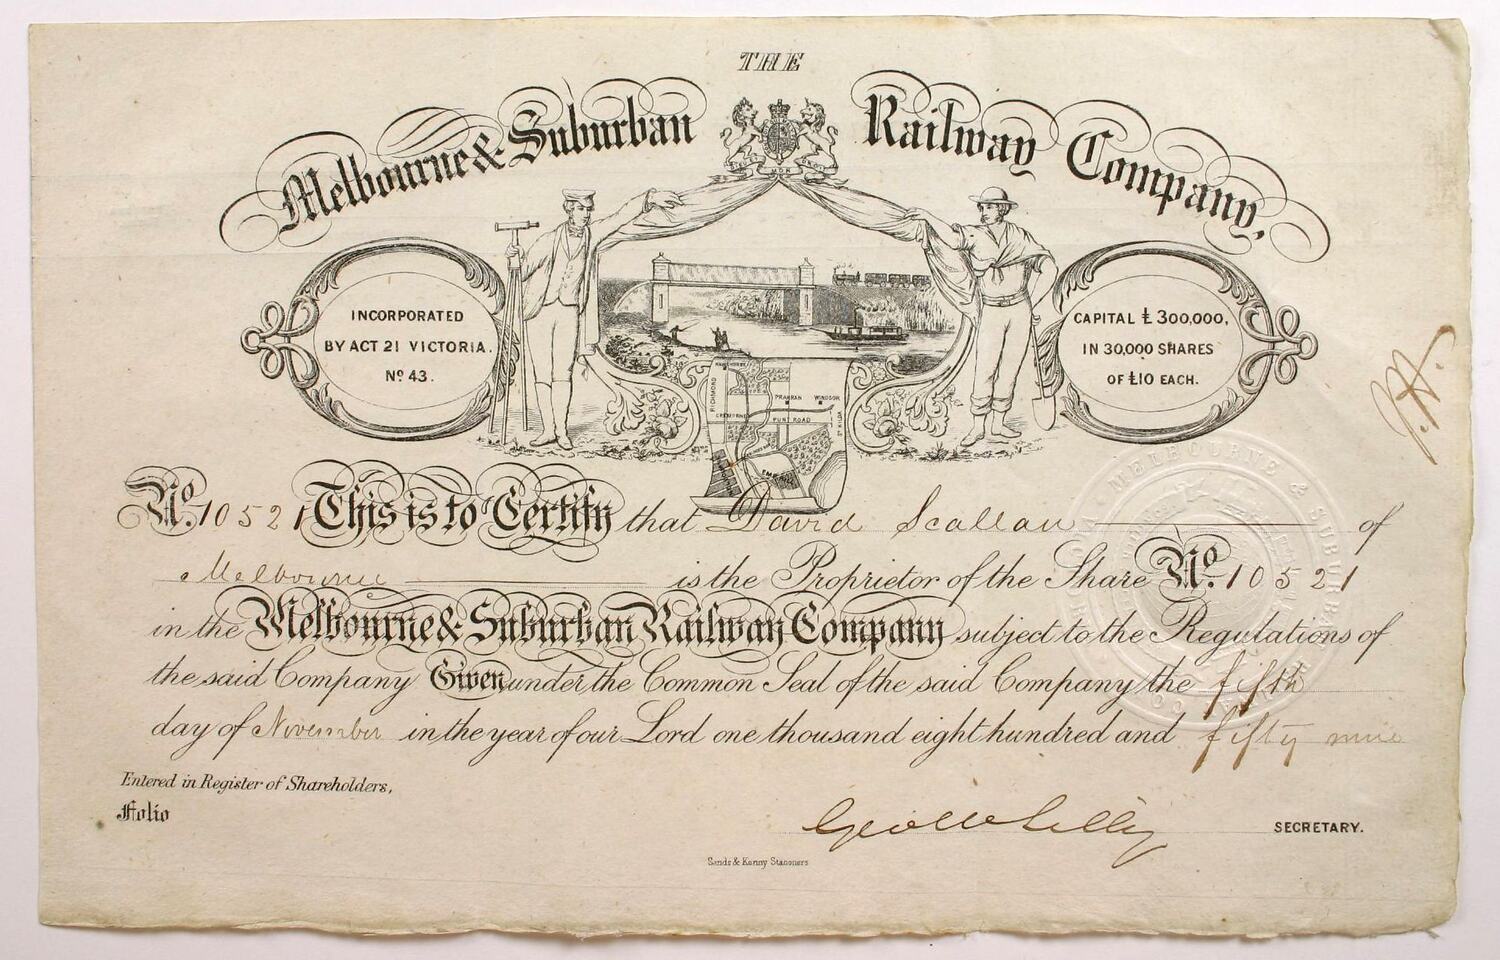 THE
Melbourne & Suburban Railway Company,
INCORPORATED
BY ACT 21 VICTORIA.
No. 43.
CAPITAL £300,000,
IN 30,000 SHARES
OF £10 EACH.
RICHMOND
PRAHRAN WINDSOR
CREMORNE
PUNT ROAD
No. 10521 This is to Certify that David Scallan of
Melbourne is the Proprietor of the Share No. 10521
in the Melbourne & Suburban Railway Company subject to the Regulations of
the said Company Given under the Common Seal of the said Company the fifth
day of November in the year of our Lord one thousand eight hundred and fifty nine
Entered in Register of Shareholders,
Folio
SECRETARY.
Sands & Kenny Stationers
MELBOURNE & SUBURBAN